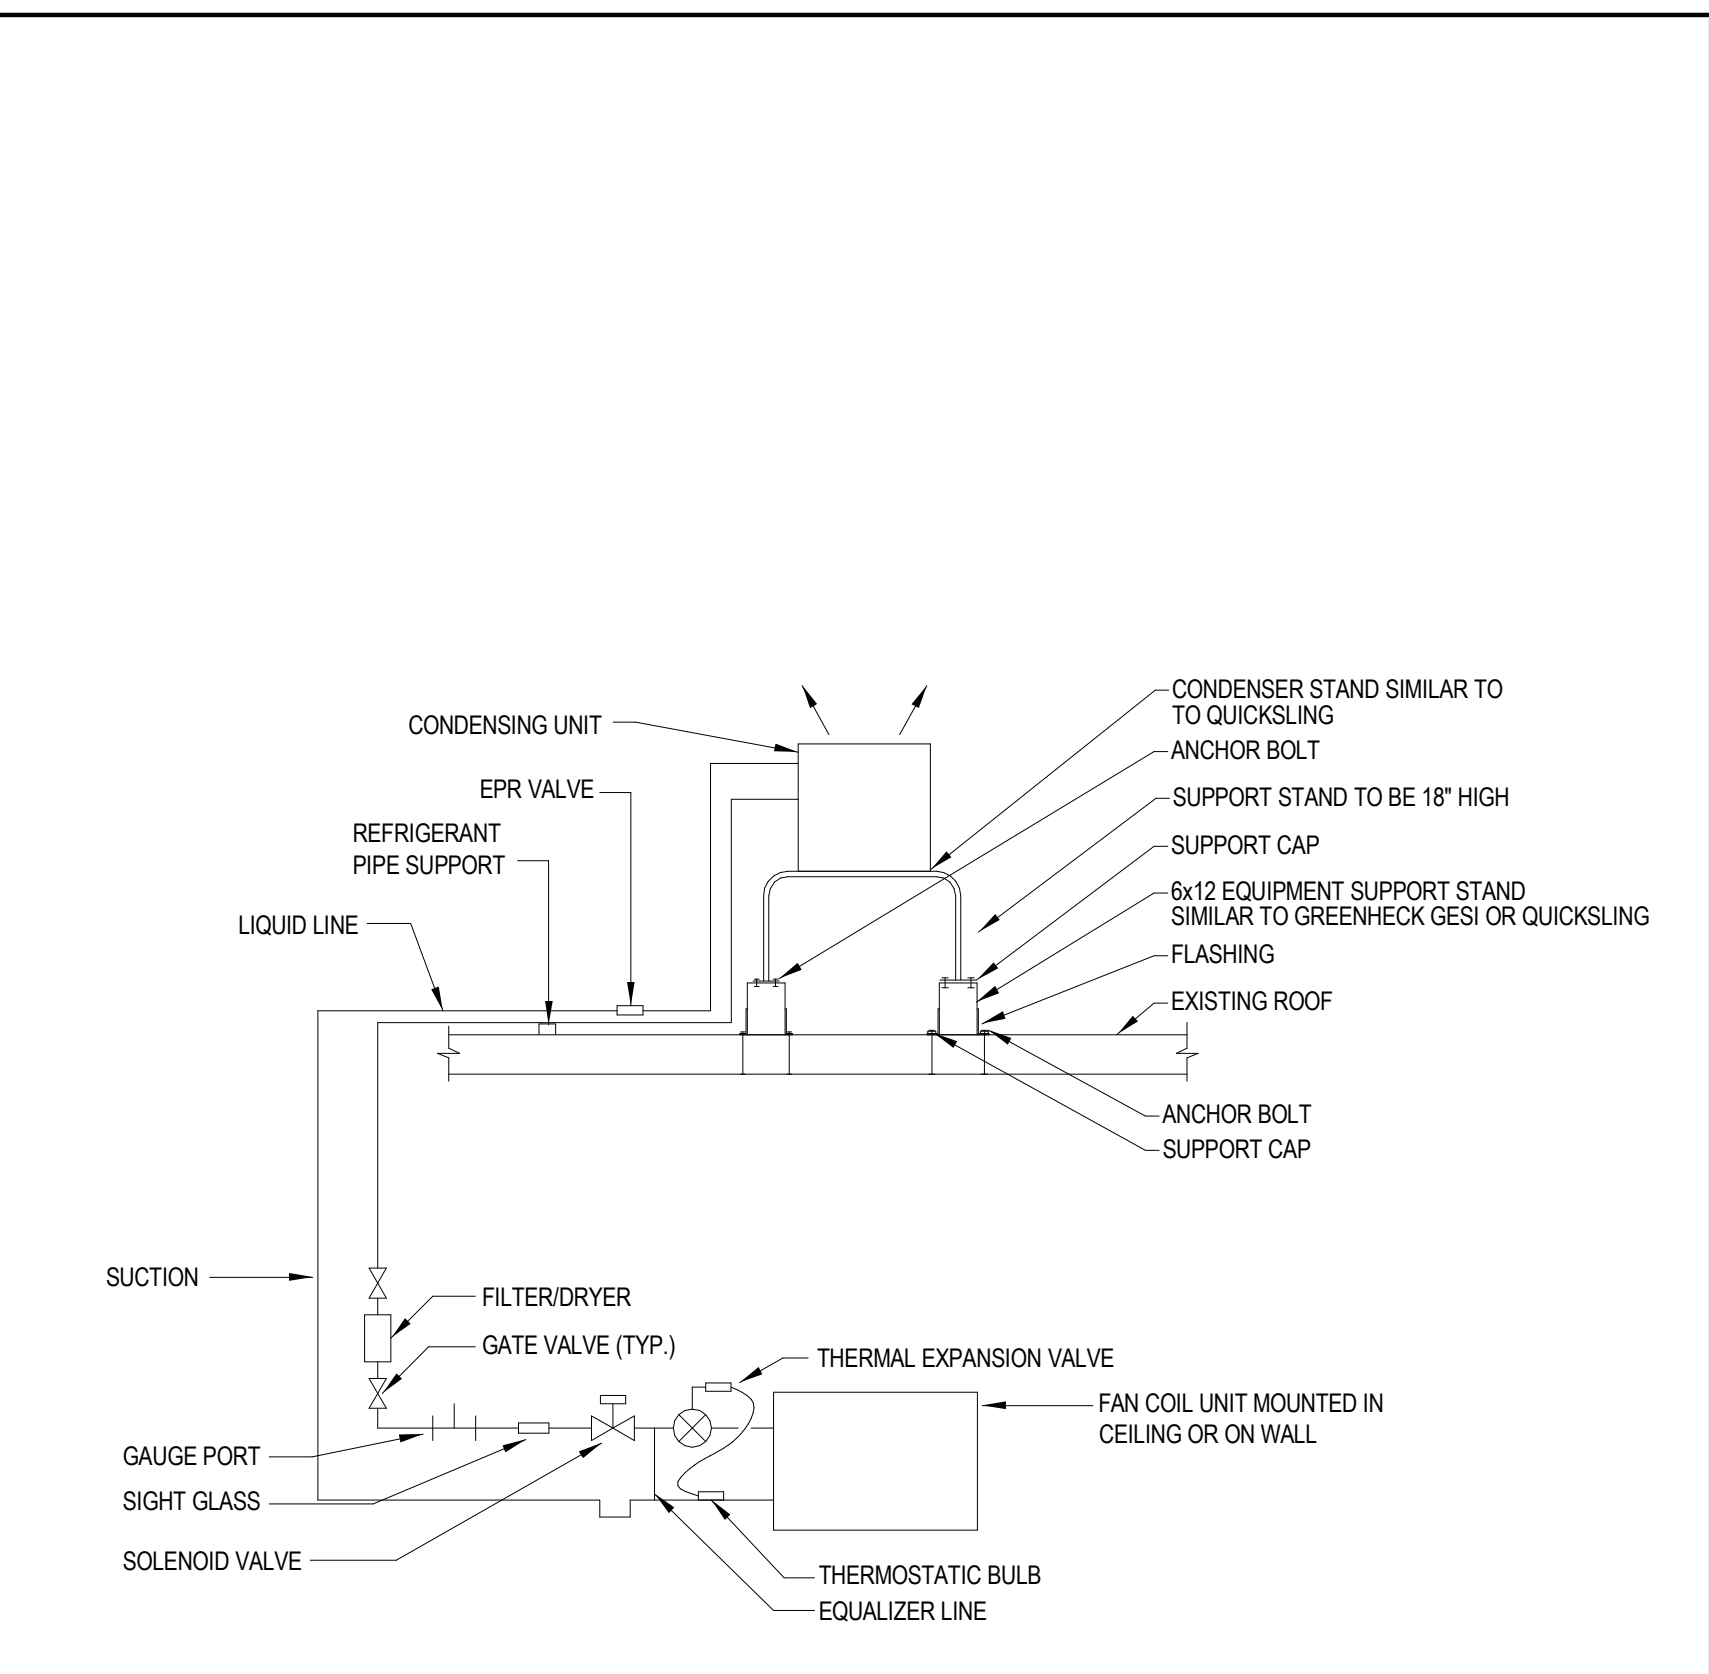 CONDENSER STAND SIMILAR TO
TO QUICKSLING
CONDENSING UNIT
ANCHOR BOLT
EPR VALVE
SUPPORT STAND TO BE 18" HIGH
REFRIGERANT
PIPE SUPPORT
SUPPORT CAP
6x12 EQUIPMENT SUPPORT STAND
SIMILAR TO GREENHECK GESI OR QUICKSLING
LIQUID LINE
FLASHING
EXISTING ROOF
ANCHOR BOLT
SUPPORT CAP
SUCTION
FILTER/DRYER
GATE VALVE (TYP.)
THERMAL EXPANSION VALVE
FAN COIL UNIT MOUNTED IN
CEILING OR ON WALL
GAUGE PORT
SIGHT GLASS
SOLENOID VALVE
THERMOSTATIC BULB
EQUALIZER LINE